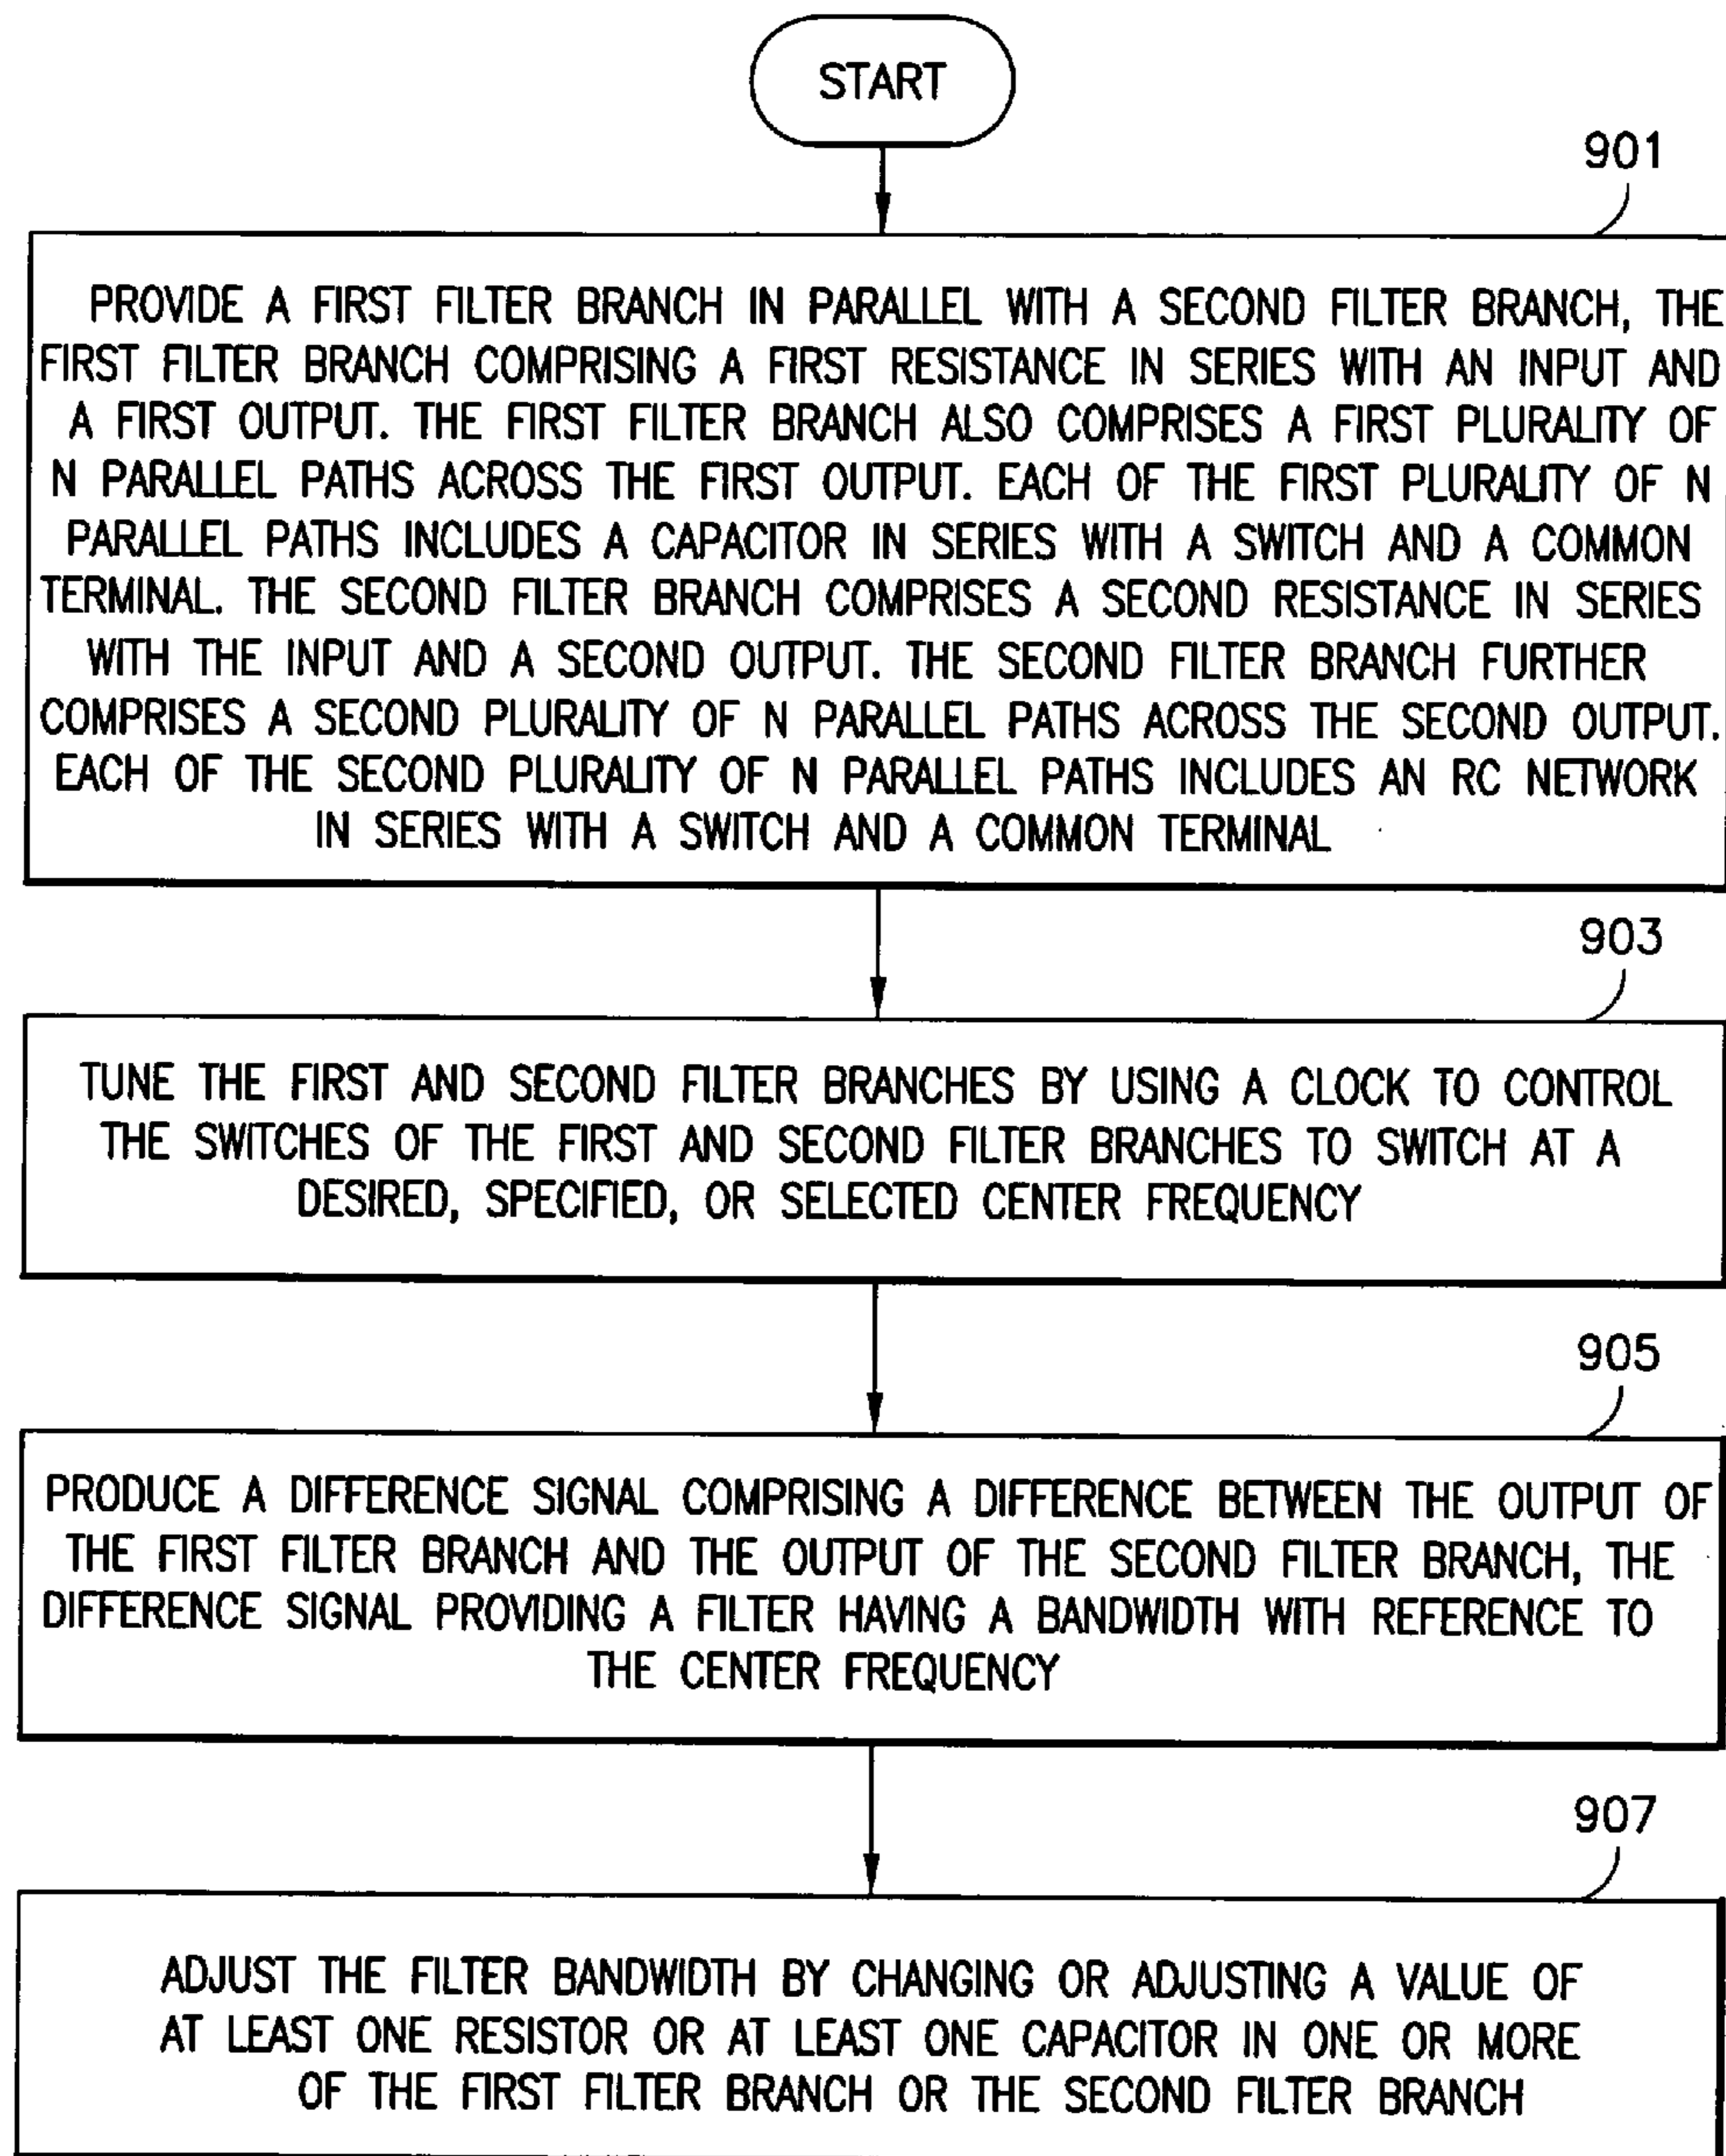 START
901
PROVIDE A FIRST FILTER BRANCH IN PARALLEL WITH A SECOND FILTER BRANCH, THE
FIRST FILTER BRANCH COMPRISING A FIRST RESISTANCE IN SERIES WITH AN INPUT AND
A FIRST OUTPUT. THE FIRST FILTER BRANCH ALSO COMPRISES A FIRST PLURALITY OF
N PARALLEL PATHS ACROSS THE FIRST OUTPUT. EACH OF THE FIRST PLURALITY OF N
PARALLEL PATHS INCLUDES A CAPACITOR IN SERIES WITH A SWITCH AND A COMMON
TERMINAL. THE SECOND FILTER BRANCH COMPRISES A SECOND RESISTANCE IN SERIES
WITH THE INPUT AND A SECOND OUTPUT. THE SECOND FILTER BRANCH FURTHER
COMPRISES A SECOND PLURALITY OF N PARALLEL PATHS ACROSS THE SECOND OUTPUT.
EACH OF THE SECOND PLURALITY OF N PARALLEL PATHS INCLUDES AN RC NETWORK
IN SERIES WITH A SWITCH AND A COMMON TERMINAL
903
TUNE THE FIRST AND SECOND FILTER BRANCHES BY USING A CLOCK TO CONTROL
THE SWITCHES OF THE FIRST AND SECOND FILTER BRANCHES TO SWITCH AT A
DESIRED, SPECIFIED, OR SELECTED CENTER FREQUENCY
905
PRODUCE A DIFFERENCE SIGNAL COMPRISING A DIFFERENCE BETWEEN THE OUTPUT OF
THE FIRST FILTER BRANCH AND THE OUTPUT OF THE SECOND FILTER BRANCH, THE
DIFFERENCE SIGNAL PROVIDING A FILTER HAVING A BANDWIDTH WITH REFERENCE TO
THE CENTER FREQUENCY
907
ADJUST THE FILTER BANDWIDTH BY CHANGING OR ADJUSTING A VALUE OF
AT LEAST ONE RESISTOR OR AT LEAST ONE CAPACITOR IN ONE OR MORE
OF THE FIRST FILTER BRANCH OR THE SECOND FILTER BRANCH